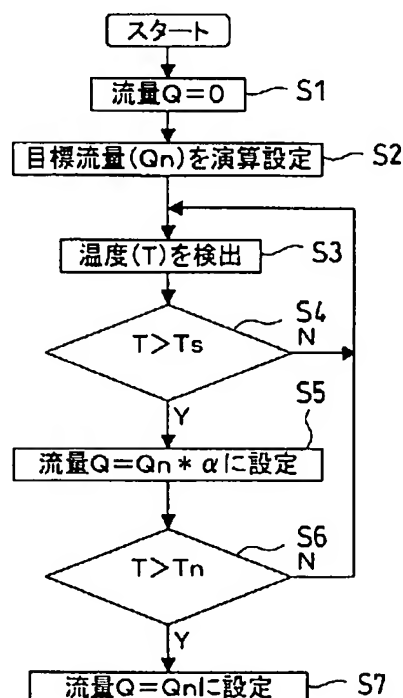 スタート
流量Q=0
S1
目標流量(Qn)を演算設定
S2
温度(T)を検出
S3
S4
T>Ts
N
Y
S5
流量Q=Qn*αに設定
S6
T>Tn
N
Y
流量Q=Qnに設定
S7